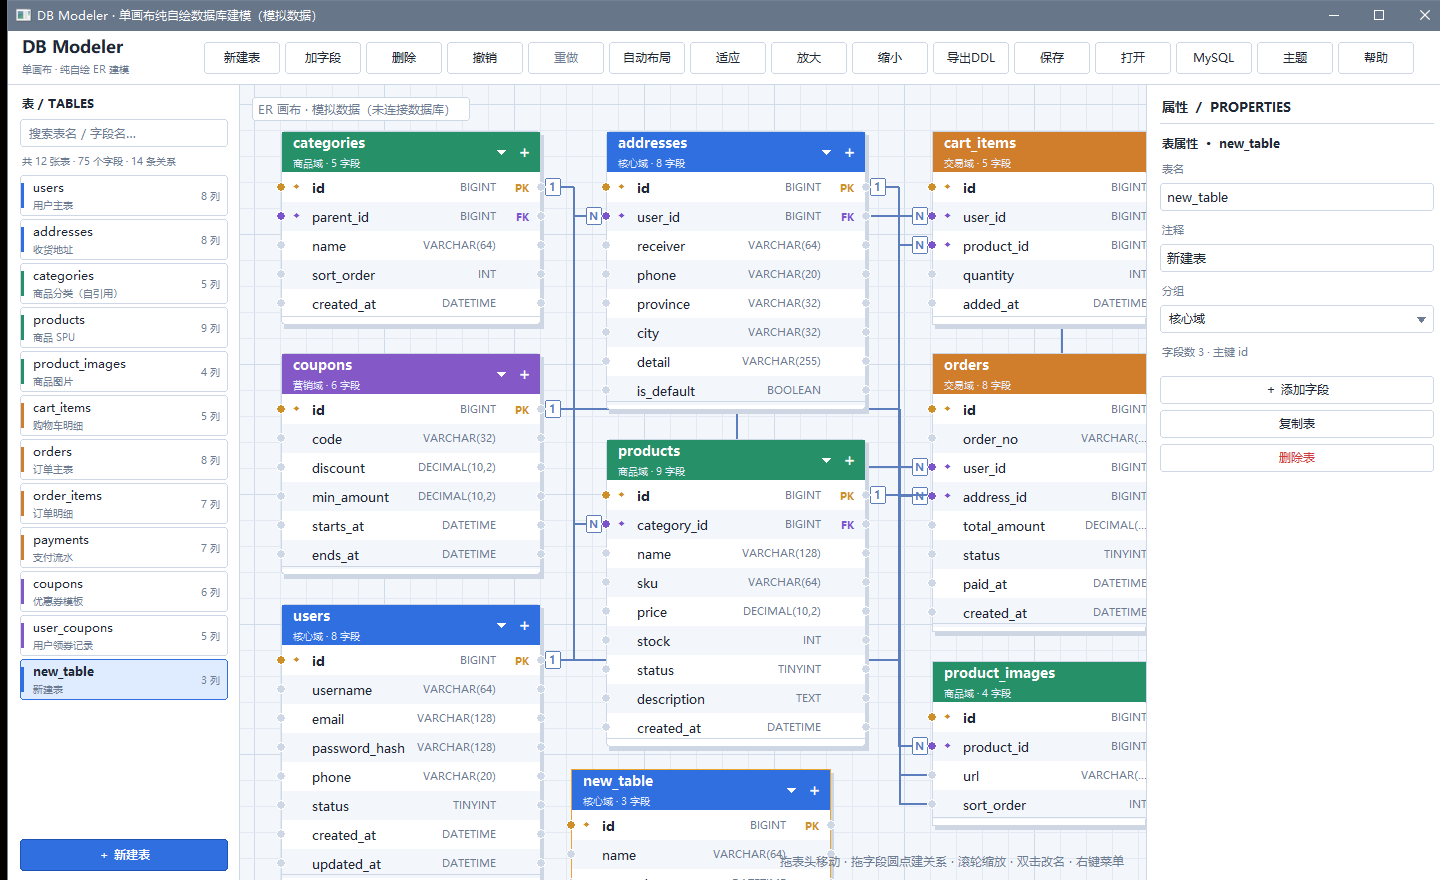 DB Modeler · 单画布纯自绘数据库建模（模拟数据）
DB Modeler
单画布 · 纯自绘 ER 建模
新建表
加字段
删除
撤销
重做
自动布局
适应
放大
缩小
导出DDL
保存
打开
MySQL
主题
帮助
表 / TABLES
搜索表名 / 字段名...
共 12 张表 · 75 个字段 · 14 条关系
users
用户主表
8 列
addresses
收货地址
8 列
categories
商品分类（自引用）
5 列
products
商品 SPU
9 列
product_images
商品图片
4 列
cart_items
购物车明细
5 列
orders
订单主表
8 列
order_items
订单明细
7 列
payments
支付流水
7 列
coupons
优惠券模板
6 列
user_coupons
用户领券记录
5 列
new_table
新建表
3 列
+ 新建表
ER 画布 · 模拟数据（未连接数据库）
categories
商品域 · 5 字段
+
id BIGINT PK
1
parent_id BIGINT FK
name VARCHAR(64)
sort_order INT
created_at DATETIME
coupons
营销域 · 6 字段
+
id BIGINT PK
1
code VARCHAR(32)
discount DECIMAL(10,2)
min_amount DECIMAL(10,2)
starts_at DATETIME
ends_at DATETIME
users
核心域 · 8 字段
+
id BIGINT PK
1
username VARCHAR(64)
email VARCHAR(128)
password_hash VARCHAR(128)
phone VARCHAR(20)
status TINYINT
created_at DATETIME
updated_at DATETIME
addresses
核心域 · 8 字段
+
id BIGINT PK
1
N
user_id BIGINT FK
receiver VARCHAR(64)
phone VARCHAR(20)
province VARCHAR(32)
city VARCHAR(32)
detail VARCHAR(255)
is_default BOOLEAN
products
商品域 · 9 字段
+
id BIGINT PK
1
N
category_id BIGINT FK
name VARCHAR(128)
sku VARCHAR(64)
price DECIMAL(10,2)
stock INT
status TINYINT
description TEXT
created_at DATETIME
new_table
核心域 · 3 字段
+
id BIGINT PK
name VARCHAR(64)
cart_items
交易域 · 5 字段
id BIGINT
N
user_id BIGINT
N
product_id BIGINT
quantity INT
added_at DATETIME
orders
交易域 · 8 字段
id BIGINT
order_no VARCHAR(...
N
user_id BIGINT
N
address_id BIGINT
total_amount DECIMAL(...
status TINYINT
paid_at DATETIME
created_at DATETIME
product_images
商品域 · 4 字段
id BIGINT
N
product_id BIGINT
url VARCHAR(...
sort_order INT
拖表头移动 · 拖字段圆点建关系 · 滚轮缩放 · 双击改名 · 右键菜单
属性 / PROPERTIES
表属性 • new_table
表名
new_table
注释
新建表
分组
核心域
字段数 3 · 主键 id
+ 添加字段
复制表
删除表